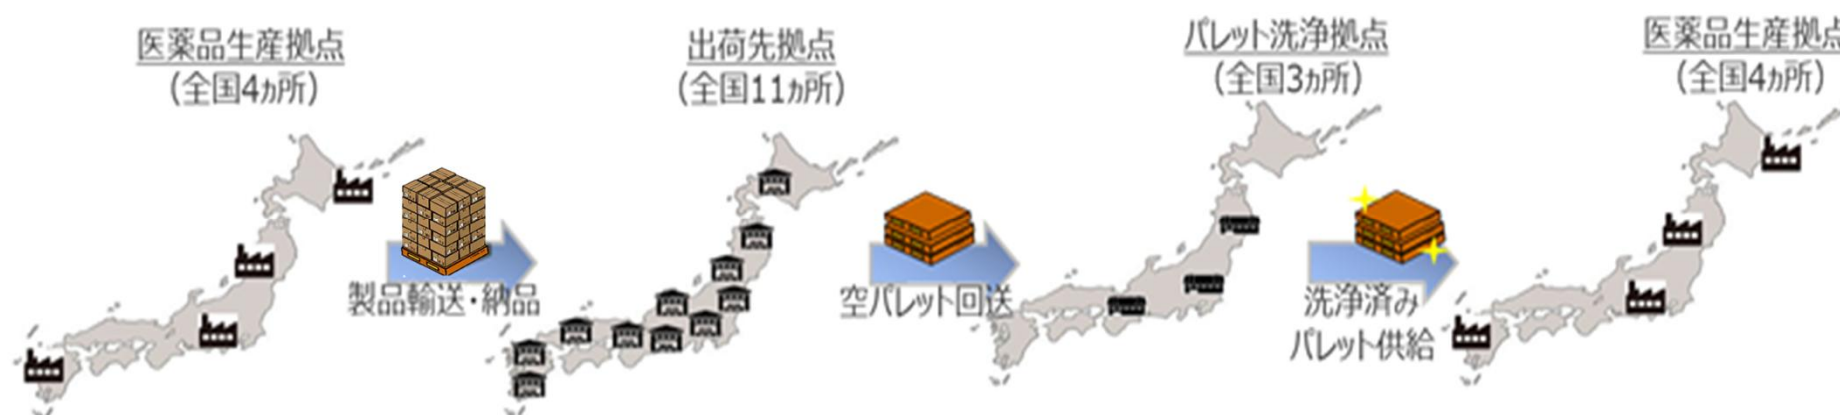 医薬品生産拠点
(全国4ヵ所)
製品輸送・納品
出荷先拠点
(全国11ヵ所)
空パレット回送
パレット洗浄拠点
(全国3ヵ所)
洗浄済み
パレット供給
医薬品生産拠点
(全国4ヵ所)